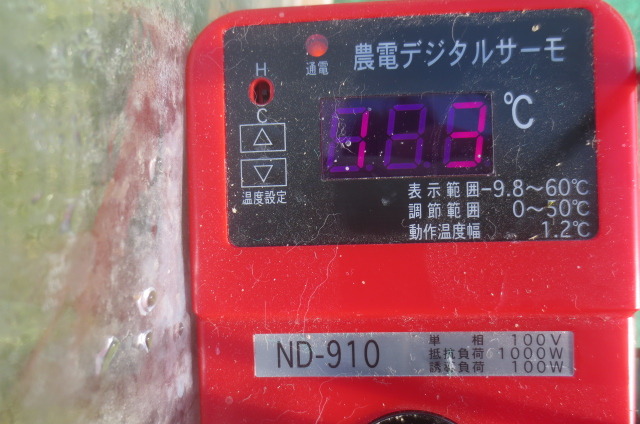 通電
農電デジタルサーモ
H
C
℃
△
▽
温度設定
表示範囲-9.8～60℃
調節範囲 0～50℃
動作温度幅 1.2℃
ND-910
単 相 100V
抵抗負荷 1000W
誘導負荷 100W